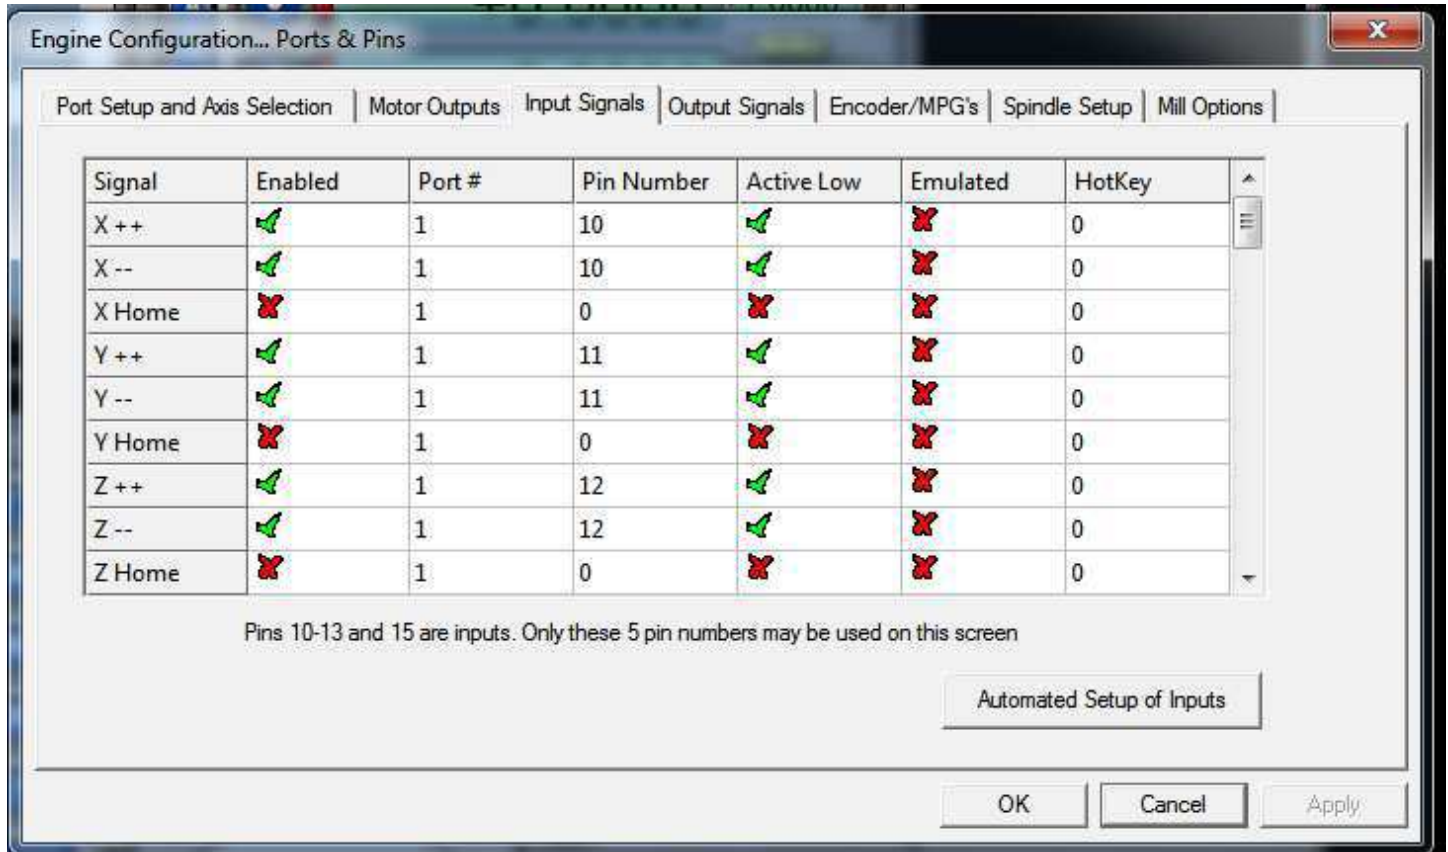 Engine Configuration... Ports & Pins
Port Setup and Axis Selection Motor Outputs Input Signals Output Signals Encoder/MPG's Spindle Setup Mill Options
Signal Enabled Port # Pin Number Active Low Emulated HotKey
X ++ 1 10 0
X -- 1 10 0
X Home 1 0 0
Y ++ 1 11 0
Y -- 1 11 0
Y Home 1 0 0
Z ++ 1 12 0
Z -- 1 12 0
Z Home 1 0 0
Pins 10-13 and 15 are inputs. Only these 5 pin numbers may be used on this screen
Automated Setup of Inputs
OK Cancel Apply